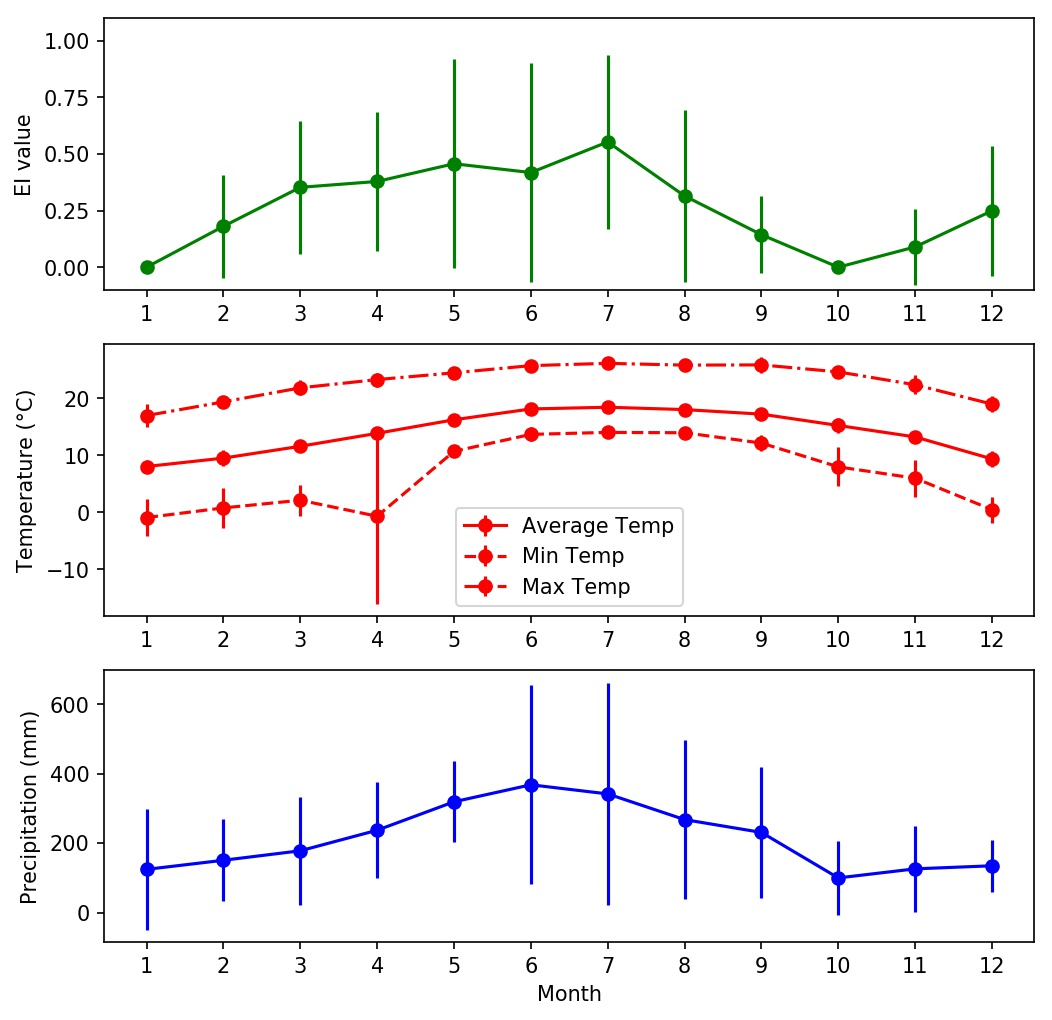 1.00
0.75
0.50
0.25
0.00
EI value
1 2 3 4 5 6 7 8 9 10 11 12
20
10
0
−10
Temperature (°C)
Average Temp
Min Temp
Max Temp
1 2 3 4 5 6 7 8 9 10 11 12
600
400
200
0
Precipitation (mm)
1 2 3 4 5 6 7 8 9 10 11 12
Month